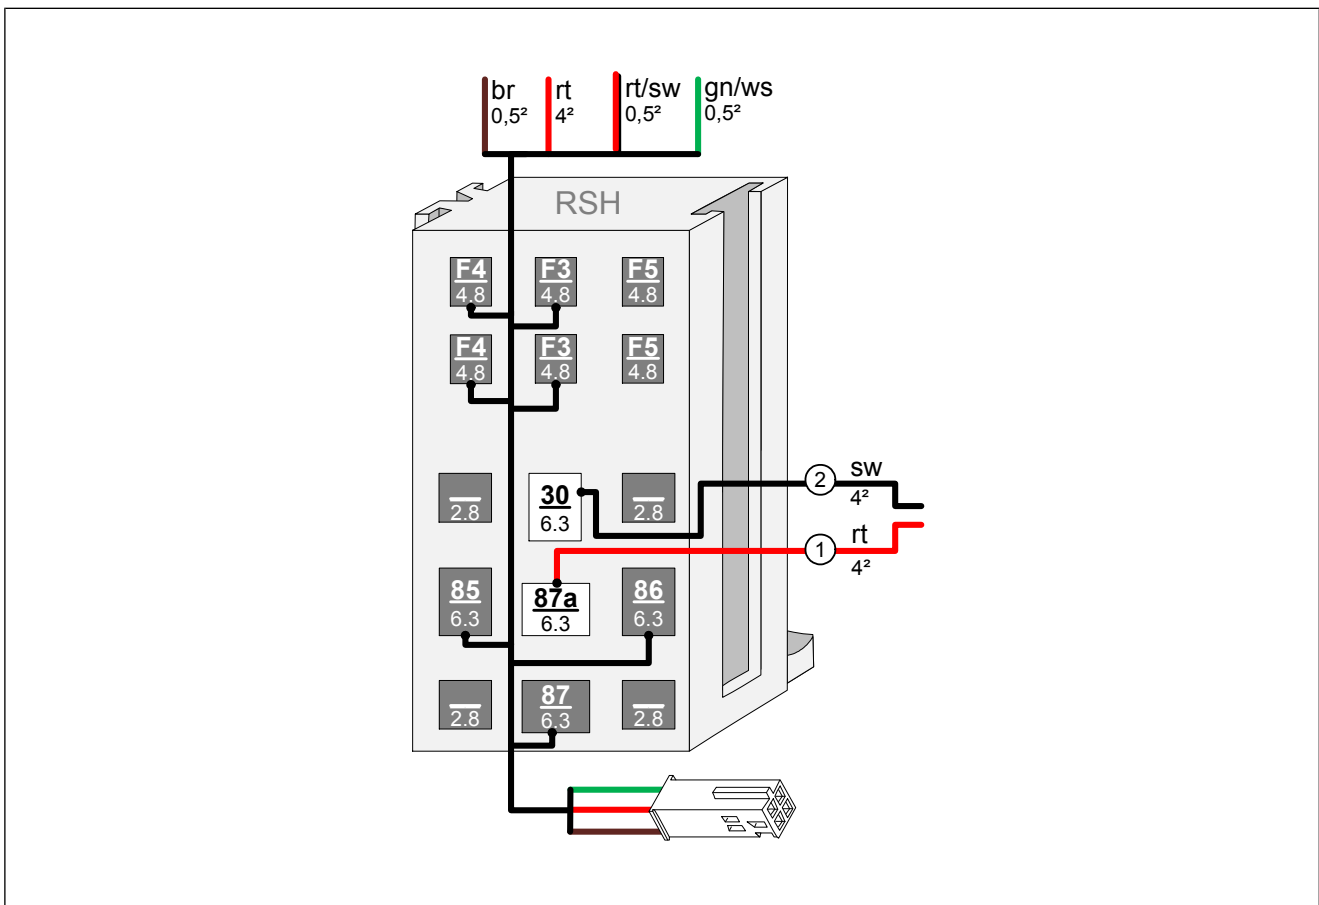 br rt rt/sw gn/ws
0,5² 4² 0,5² 0,5²
RSH
F4 F3 F5
4.8 4.8 4.8
F4 F3 F5
4.8 4.8 4.8
2 sw
4²
30
2.8 6.3 2.8
1 rt
4²
85 87a 86
6.3 6.3 6.3
87
2.8 6.3 2.8